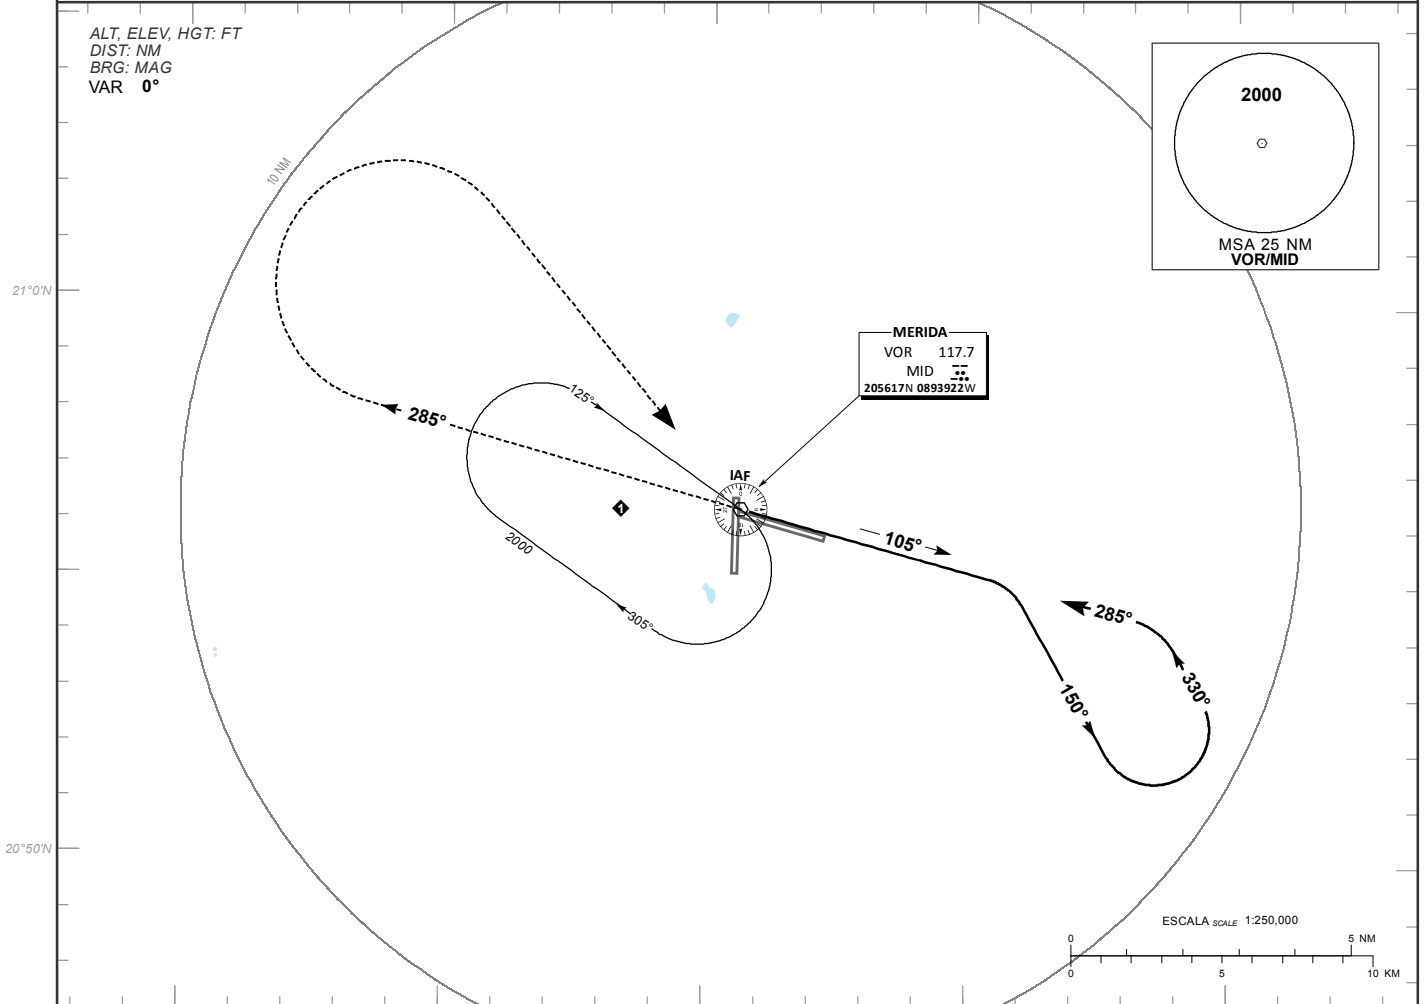 ALT, ELEV, HGT: FT
DIST: NM
BRG: MAG
VAR 0°
2000
MSA 25 NM
VOR/MID
10 NM
21°0'N
MERIDA
VOR 117.7
MID
205617N 0893922W
125°
285°
IAF
1
2000
105°
305°
285°
150°
330°
20°50'N
ESCALA SCALE 1:250,000
0 5 NM
0 5 10 KM